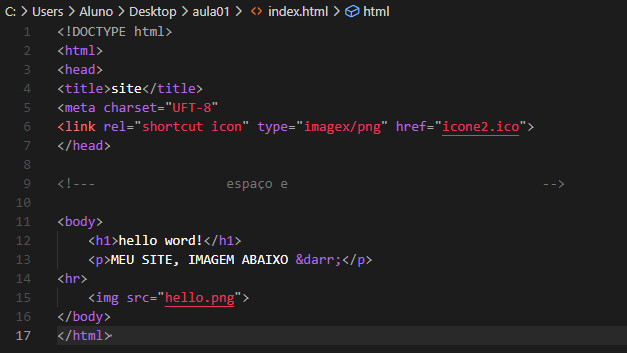 C: > Users > Aluno > Desktop > aula01 > <> index.html > html
1 <!DOCTYPE html>
2 <html>
3 <head>
4 <title>site</title>
5 <meta charset="UFT-8"
6 <link rel="shortcut icon" type="imagex/png" href="icone2.ico">
7 </head>
8
9 <!--- espaço e -->
10
11 <body>
12 <h1>hello word!</h1>
13 <p>MEU SITE, IMAGEM ABAIXO &darr;</p>
14 <hr>
15 <img src="hello.png">
16 </body>
17 </html>